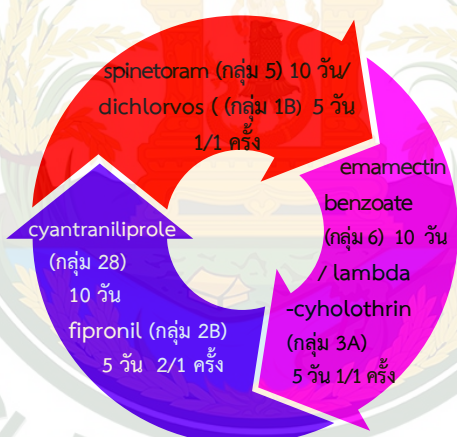 spinetoram (กลุ่ม 5) 10 วัน/
dichlorvos ( (กลุ่ม 1B) 5 วัน
1/1 ครั้ง
emamectin
benzoate
(กลุ่ม 6) 10 วัน
/ lambda
-cyholothrin
(กลุ่ม 3A)
5 วัน 1/1 ครั้ง
cyantraniliprole
(กลุ่ม 28)
10 วัน
fipronil (กลุ่ม 2B)
5 วัน 2/1 ครั้ง